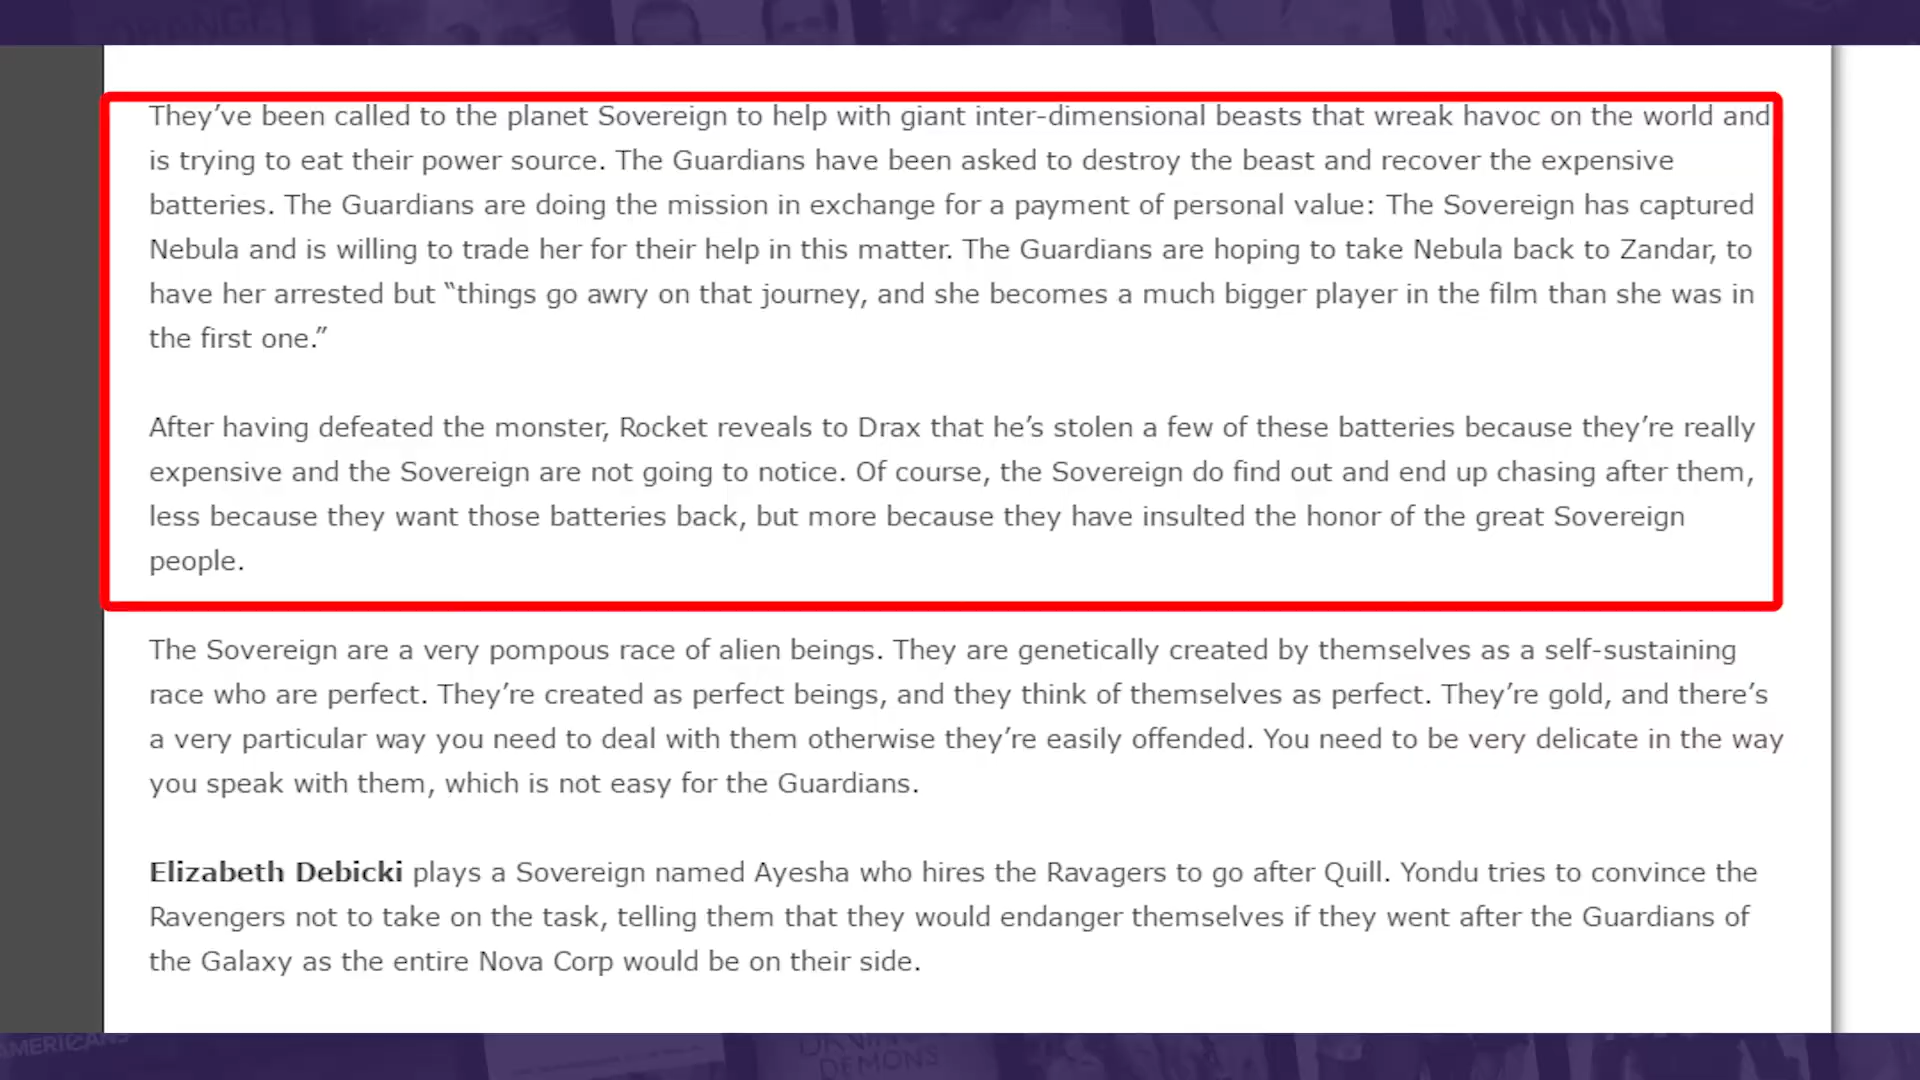 ORANGE
They’ve been called to the planet Sovereign to help with giant inter-dimensional beasts that wreak havoc on the world and
is trying to eat their power source. The Guardians have been asked to destroy the beast and recover the expensive
batteries. The Guardians are doing the mission in exchange for a payment of personal value: The Sovereign has captured
Nebula and is willing to trade her for their help in this matter. The Guardians are hoping to take Nebula back to Zandar, to
have her arrested but “things go awry on that journey, and she becomes a much bigger player in the film than she was in
the first one.”
After having defeated the monster, Rocket reveals to Drax that he’s stolen a few of these batteries because they’re really
expensive and the Sovereign are not going to notice. Of course, the Sovereign do find out and end up chasing after them,
less because they want those batteries back, but more because they have insulted the honor of the great Sovereign
people.
The Sovereign are a very pompous race of alien beings. They are genetically created by themselves as a self-sustaining
race who are perfect. They’re created as perfect beings, and they think of themselves as perfect. They’re gold, and there’s
a very particular way you need to deal with them otherwise they’re easily offended. You need to be very delicate in the way
you speak with them, which is not easy for the Guardians.
Elizabeth Debicki plays a Sovereign named Ayesha who hires the Ravagers to go after Quill. Yondu tries to convince the
Ravengers not to take on the task, telling them that they would endanger themselves if they went after the Guardians of
the Galaxy as the entire Nova Corp would be on their side.
AMERICANS
DEMONS